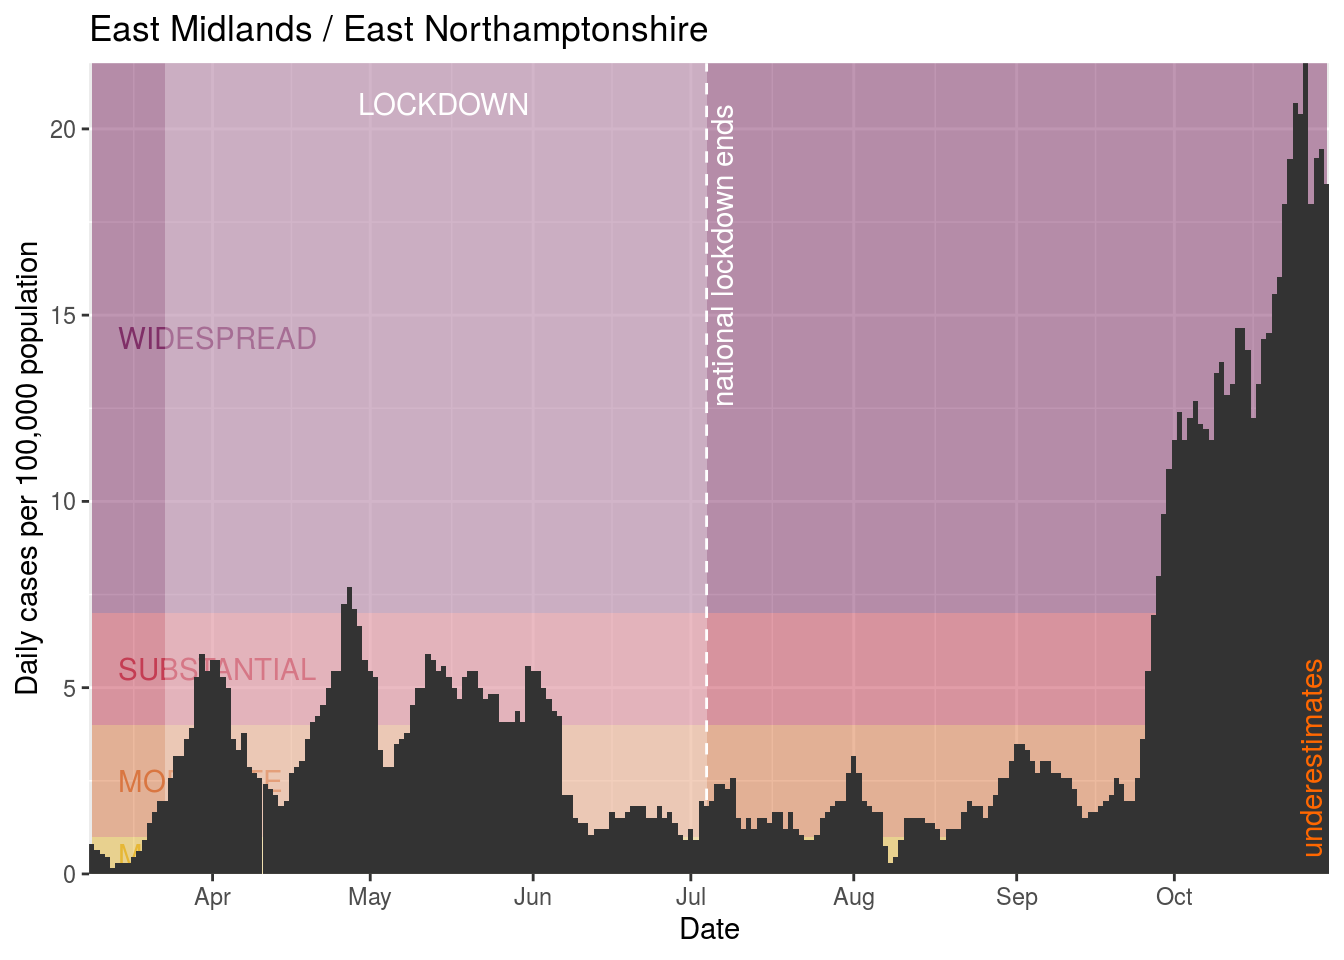 East Midlands / East Northamptonshire
Daily cases per 100,000 population
20
15
10
5
0
LOCKDOWN
national lockdown ends
WIDESPREAD
SUBSTANTIAL
underestimates
Apr
May
Jun
Jul
Aug
Sep
Oct
Date